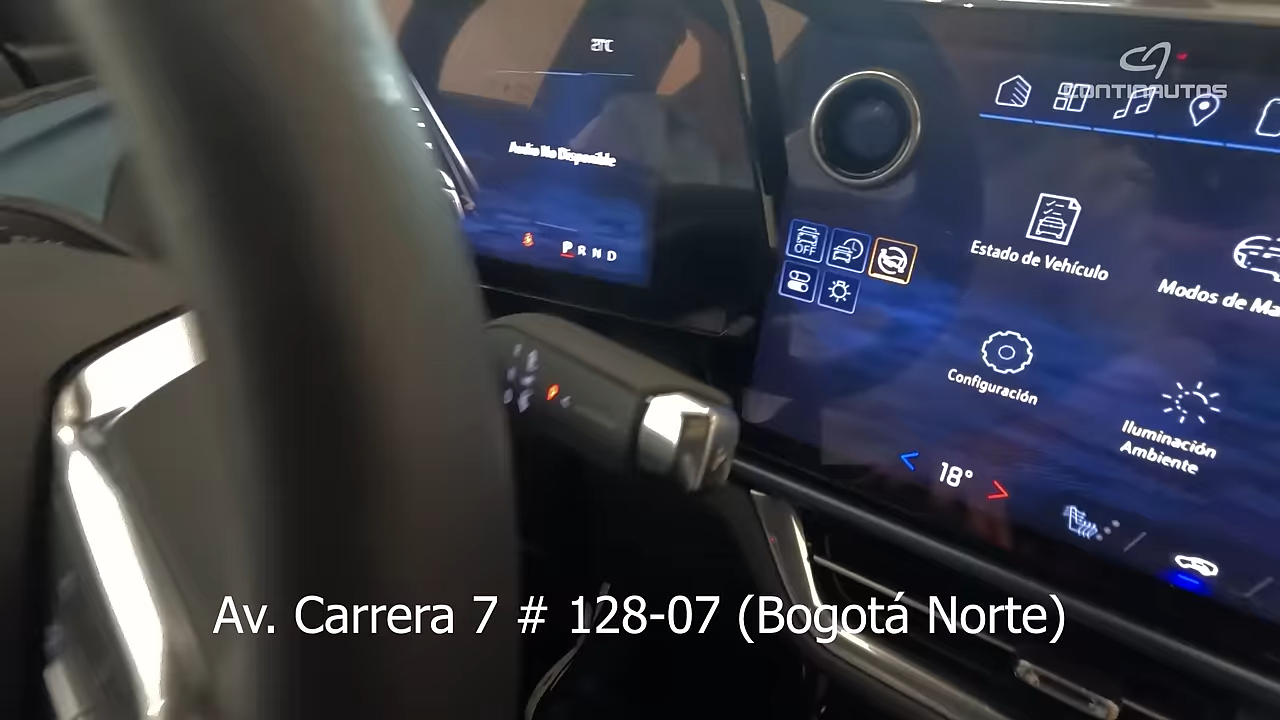 CONTINAUTOS
Audio No Disponible
P R N D
OFF
Estado de Vehículo
Modos de Ma
Configuración
Iluminación
Ambiente
< 18° >
Av. Carrera 7 # 128-07 (Bogotá Norte)